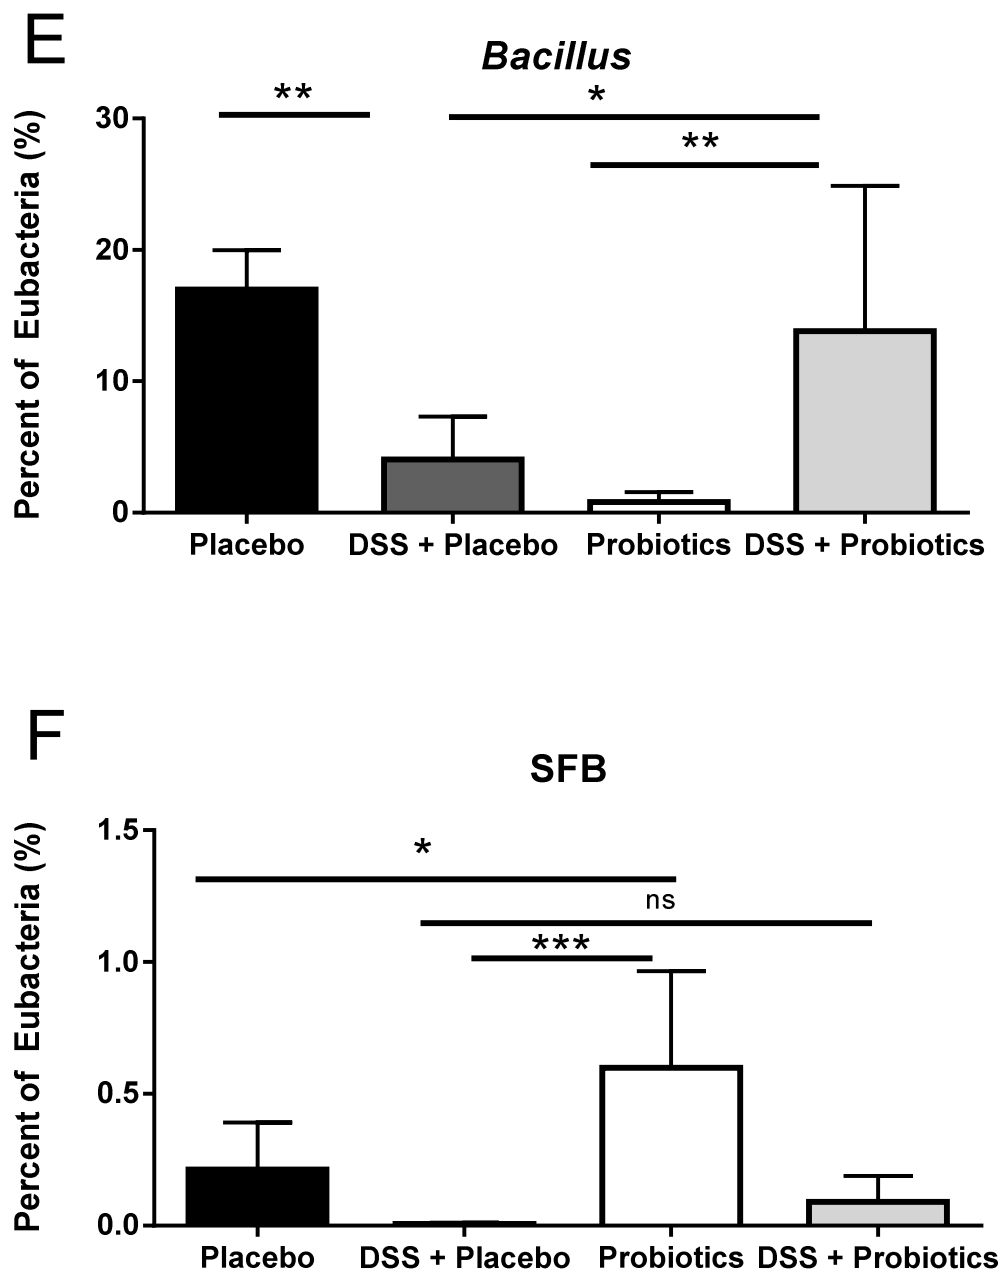 E
Bacillus
** *
**
Percent of Eubacteria (%)
30
20
10
0
Placebo DSS + Placebo Probiotics DSS + Probiotics
F
SFB
Percent of Eubacteria (%)
1.5
*
ns
***
1.0
0.5
0.0
Placebo DSS + Placebo Probiotics DSS + Probiotics